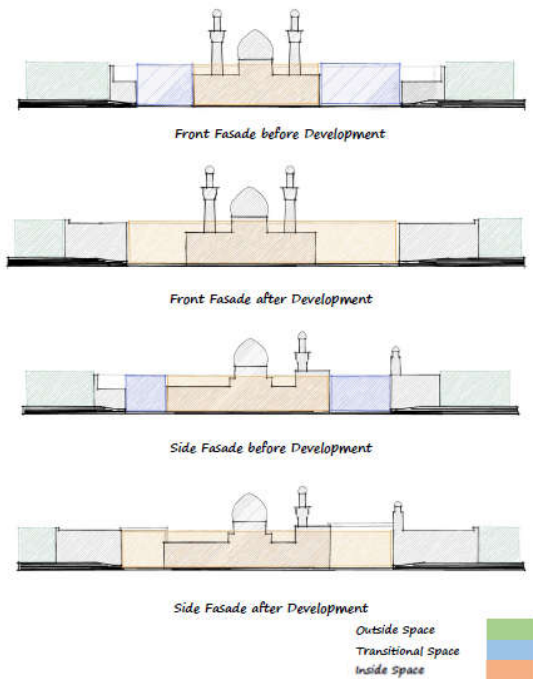 Front Fasade before Development
Front Fasade after Development
Side Fasade before Development
Side Fasade after Development
Outside Space
Transitional Space
Inside Space